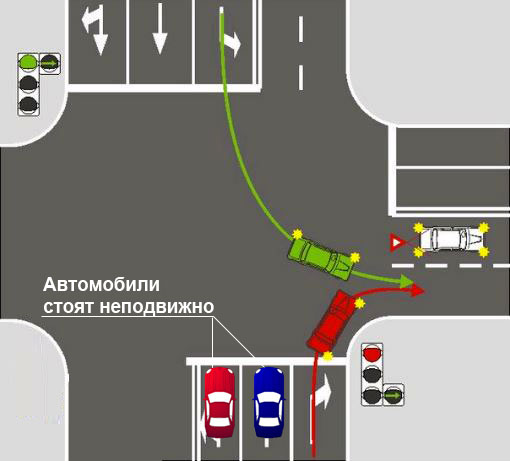 Автомобили
стоят неподвижно